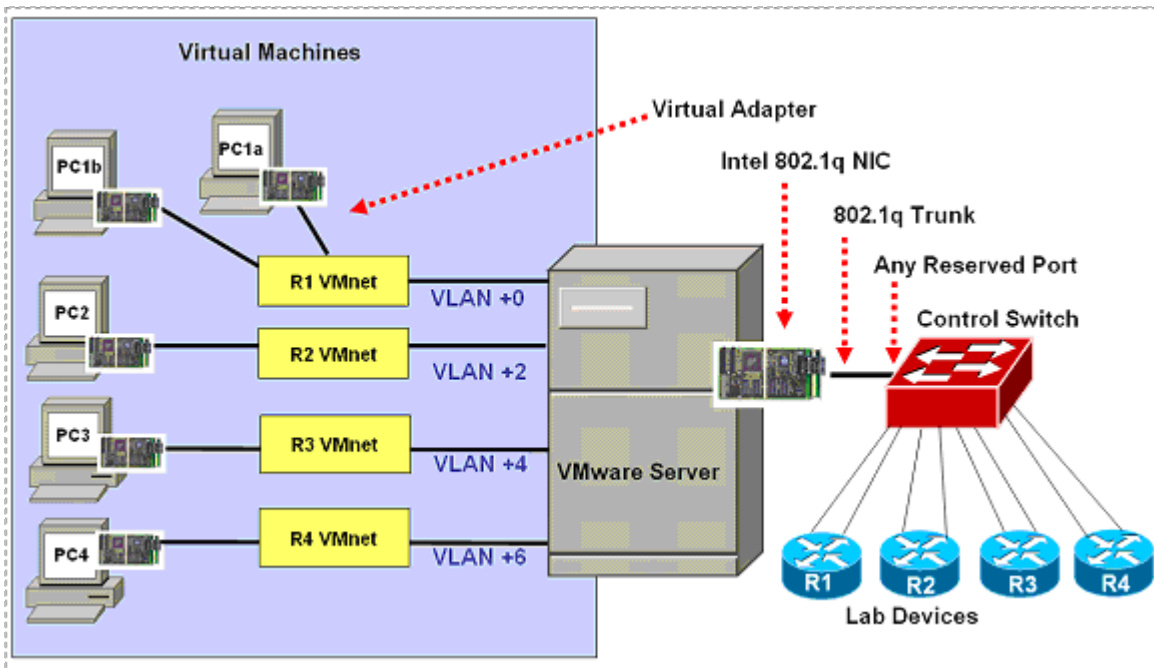 Virtual Machines
Virtual Adapter
PC1a
PC1b
Intel 802.1q NIC
802.1q Trunk
R1 VMnet
Any Reserved Port
VLAN +0
PC2
Control Switch
R2 VMnet
VLAN +2
PC3
R3 VMnet
VLAN +4
VMware Server
PC4
R4 VMnet
VLAN +6
R1
R2
R3
R4
Lab Devices